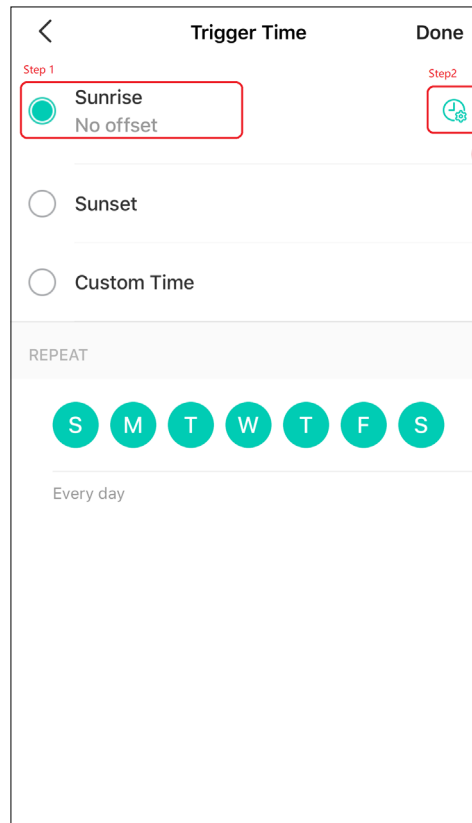 Trigger Time Done
Step 1 Step2
Sunrise
No offset
Sunset
Custom Time
REPEAT
S M T W T F S
Every day